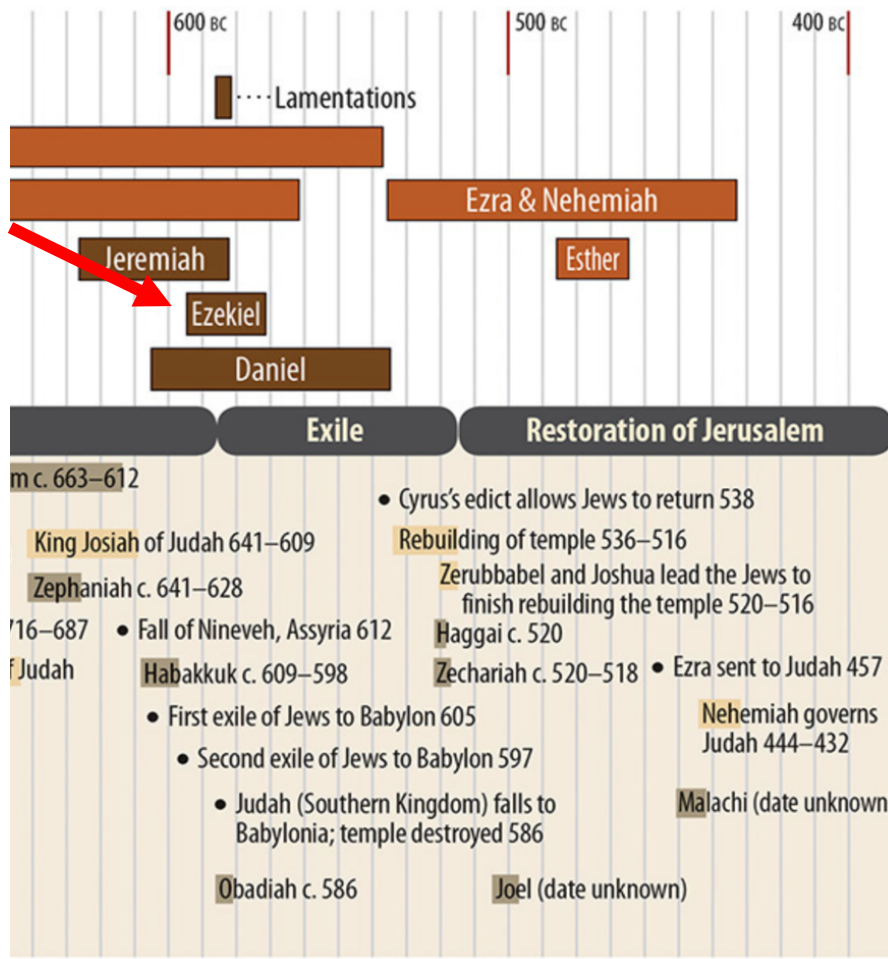 600 BC
500 BC
400 BC
Lamentations
Ezra & Nehemiah
Jeremiah
Esther
Ezekiel
Daniel
Exile
Restoration of Jerusalem
m c. 663–612
Cyrus's edict allows Jews to return 538
King Josiah of Judah 641–609
Rebuilding of temple 536–516
Zephaniah c. 641–628
Zerubbabel and Joshua lead the Jews to
finish rebuilding the temple 520–516
716–687
Fall of Nineveh, Assyria 612
Haggai c. 520
f Judah
Habakkuk c. 609–598
Zechariah c. 520–518
Ezra sent to Judah 457
First exile of Jews to Babylon 605
Nehemiah governs
Judah 444–432
Second exile of Jews to Babylon 597
Judah (Southern Kingdom) falls to
Babylonia; temple destroyed 586
Malachi (date unknown
Obadiah c. 586
Joel (date unknown)